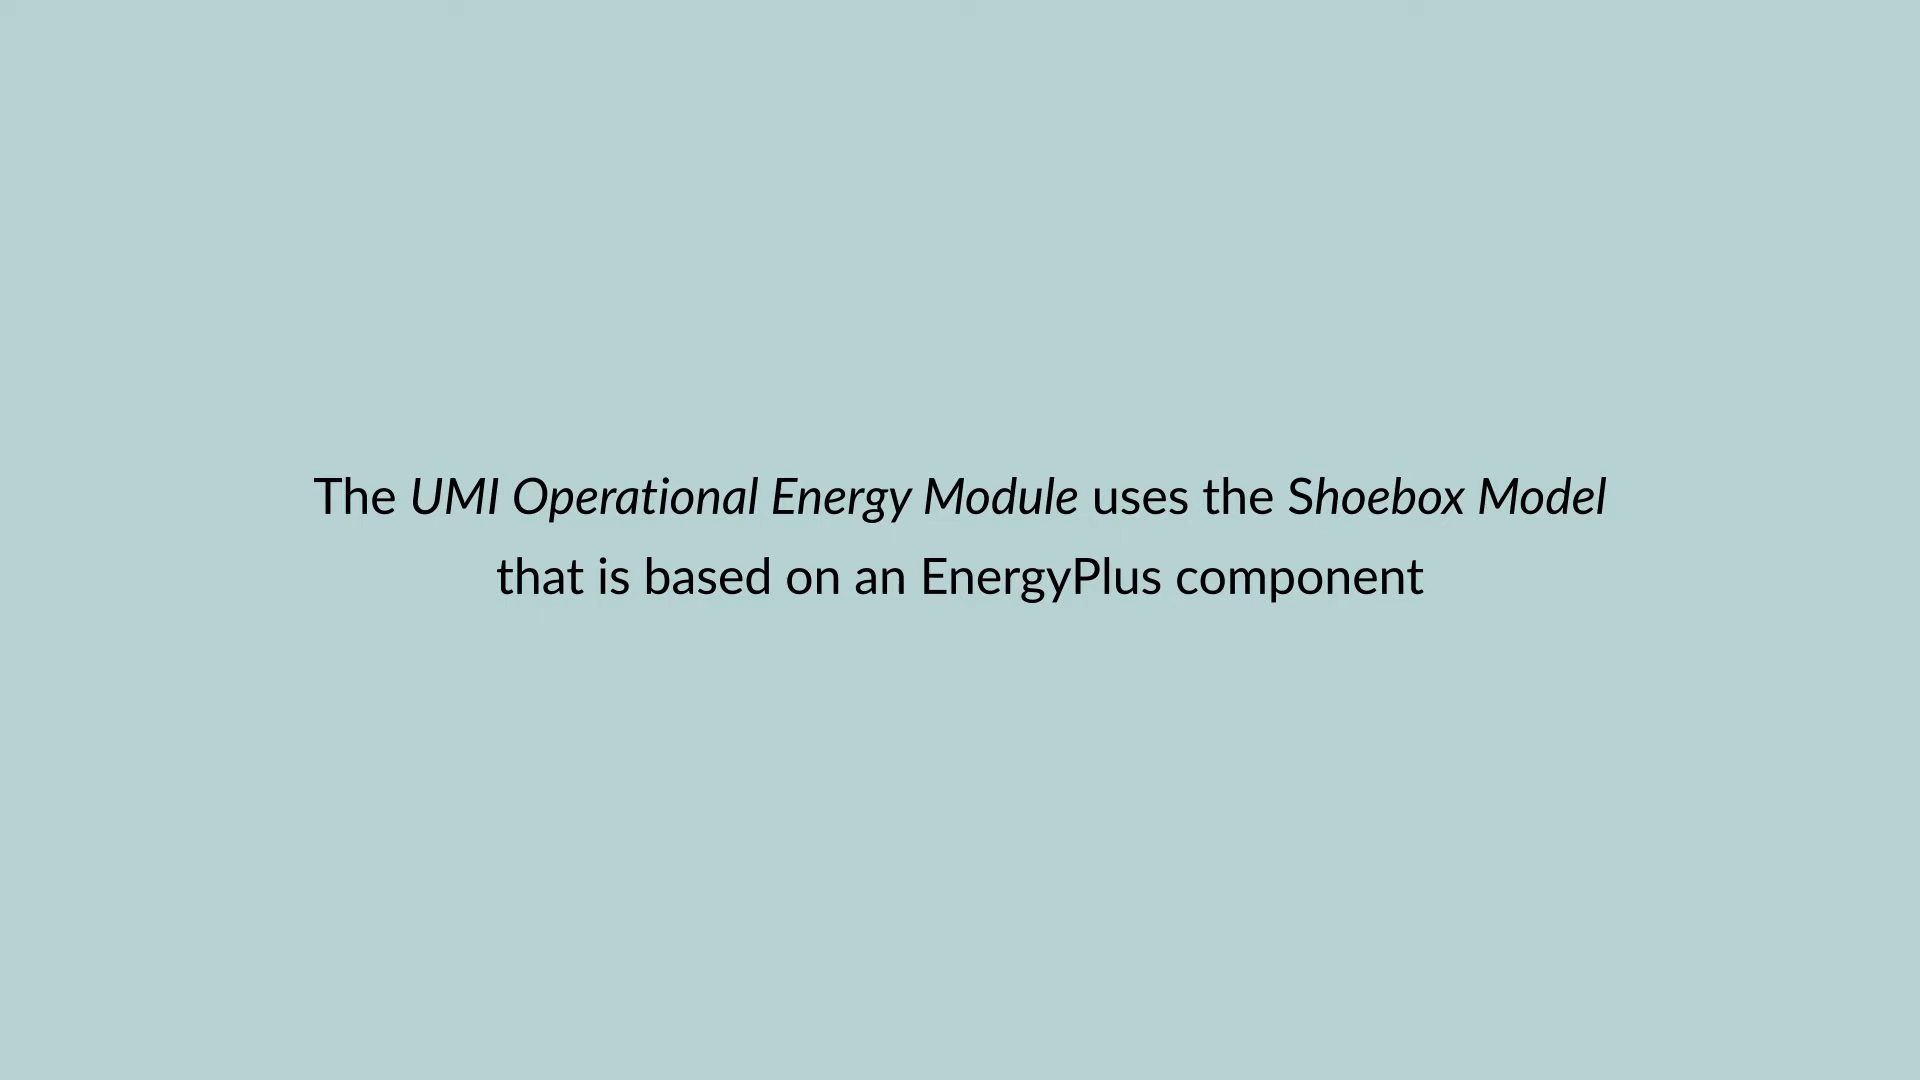 The UMI Operational Energy Module uses the Shoebox Model
that is based on an EnergyPlus component